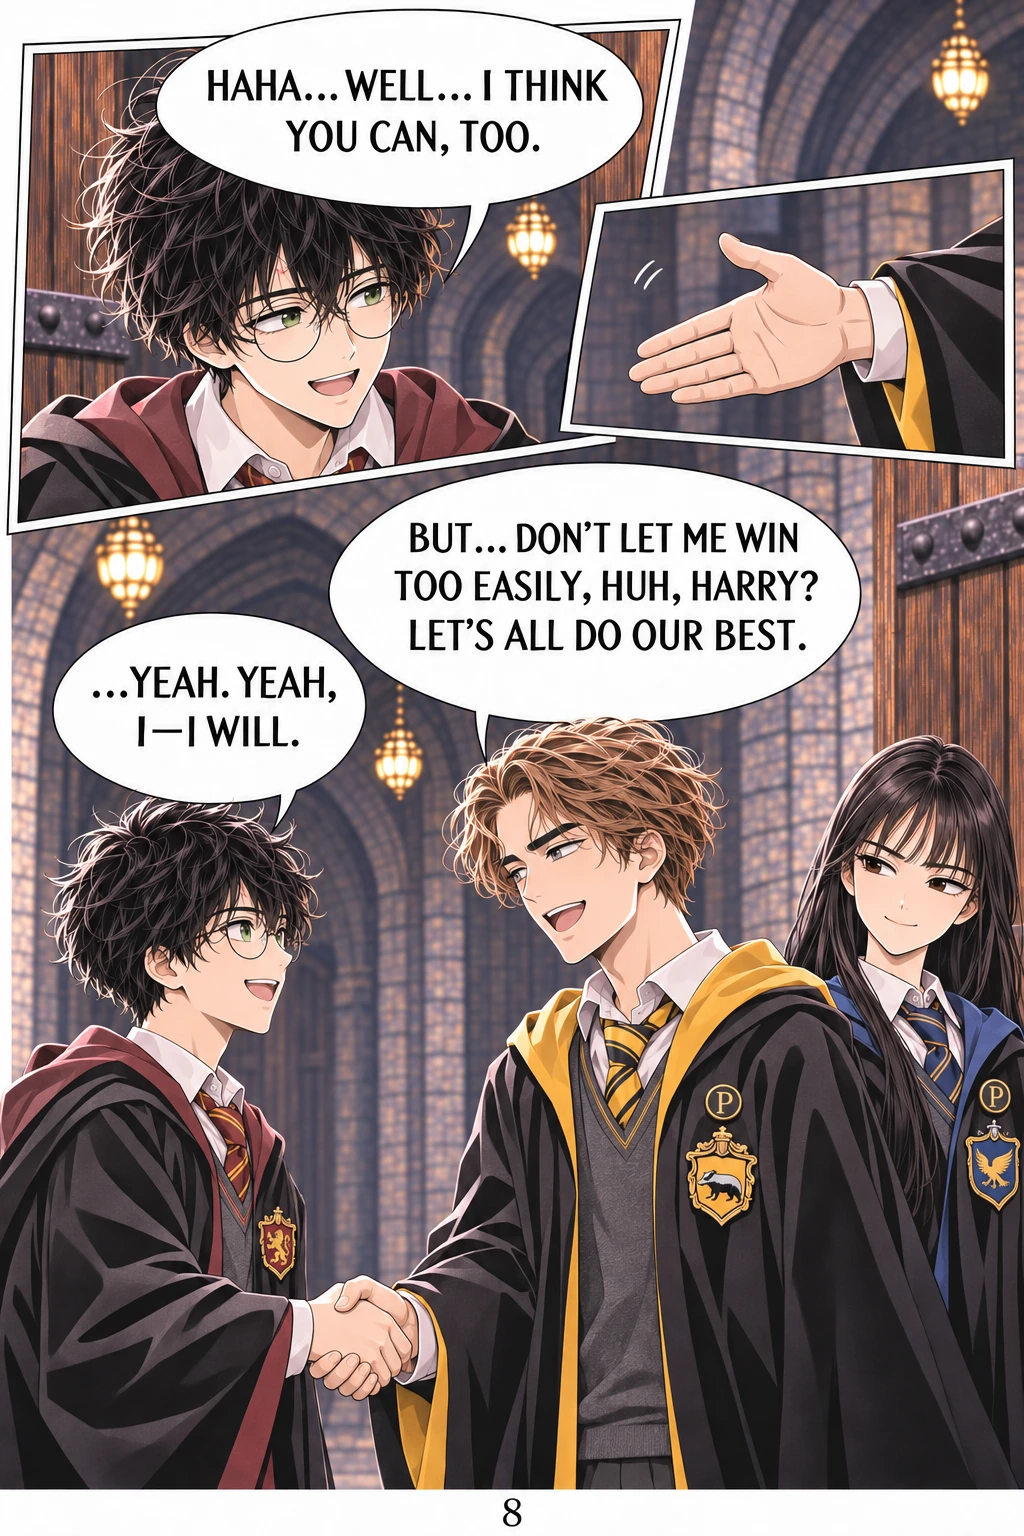 HAHA... WELL... I THINK
YOU CAN, TOO.
BUT... DON'T LET ME WIN
TOO EASILY, HUH, HARRY?
LET'S ALL DO OUR BEST.
...YEAH. YEAH,
I—I WILL.
P
P
8